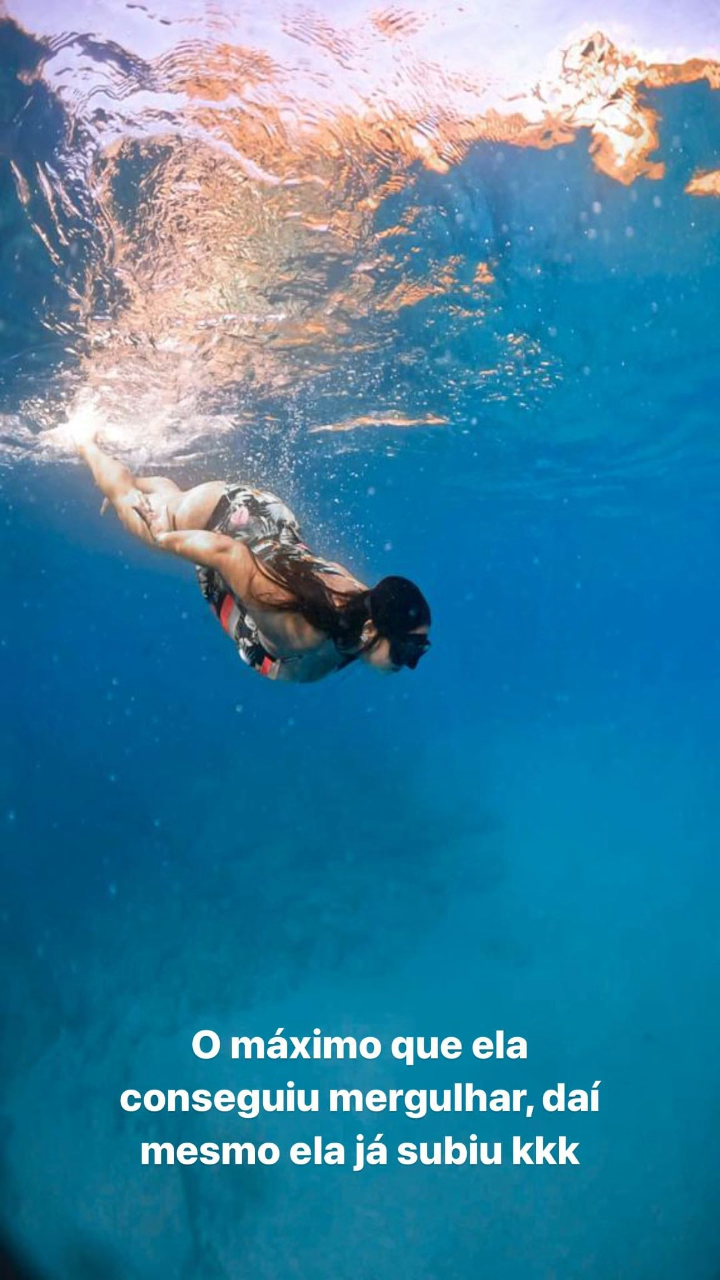 O máximo que ela
conseguiu mergulhar, daí
mesmo ela já subiu kkk